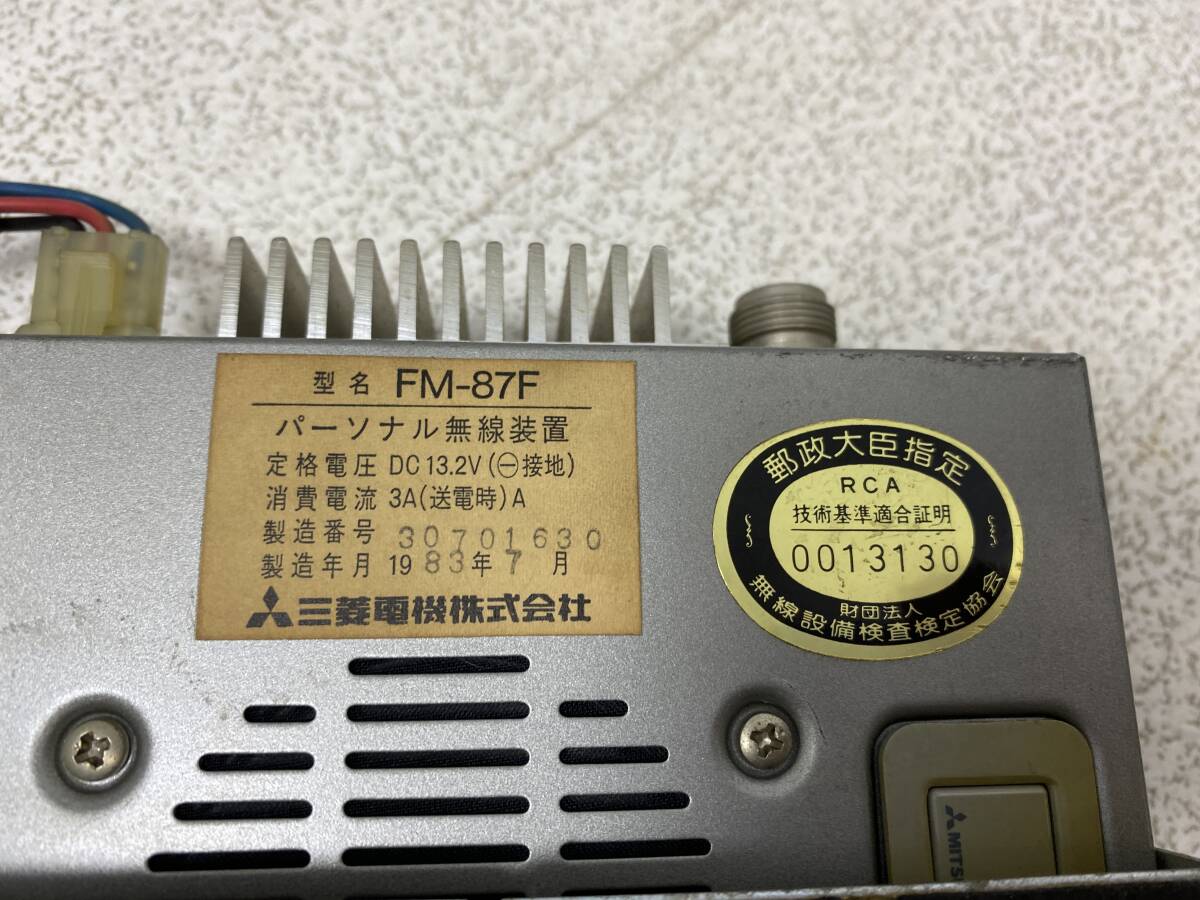 型名 FM-87F
パーソナル無線装置
定格電圧 DC13.2V(⊖接地)
消費電流 3A(送電時)A
製造番号 30701630
製造年月 1983年7月
三菱電機株式会社
郵政大臣指定
RCA
技術基準適合証明
0013130
財団法人
無線設備検査検定協会
MITS